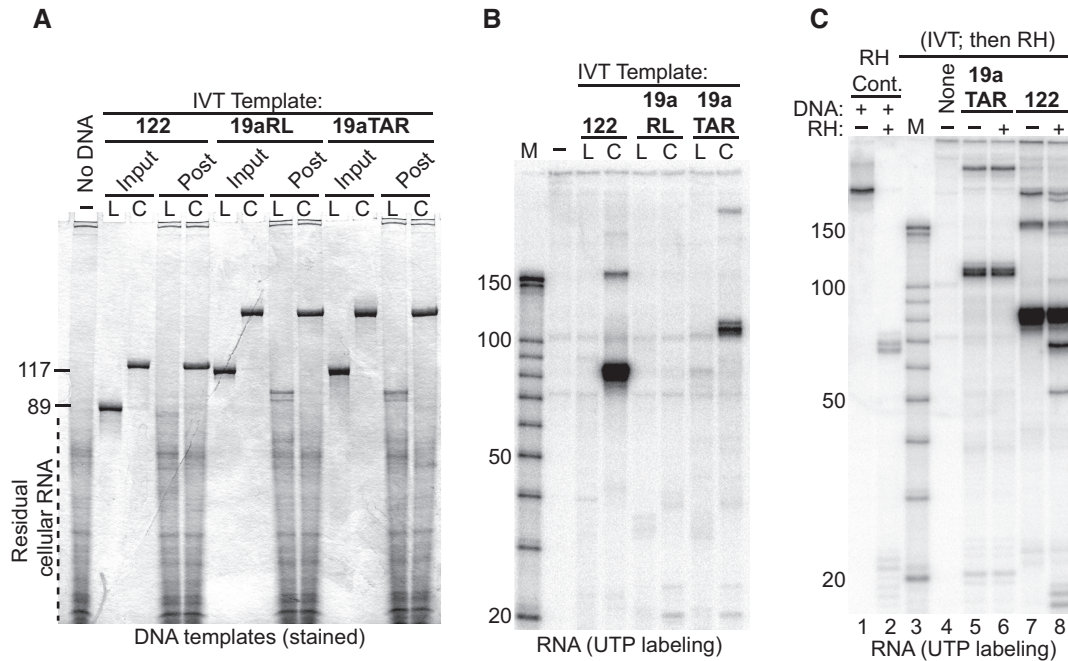 A
IVT Template:
No DNA
122 19aRL 19aTAR
Input Post Input Post Input Post
– L C L C L C L C L C L C
117
89
Residual
cellular RNA
DNA templates (stained)
B
IVT Template:
122 19a RL 19a TAR
M – L C L C L C
150
100
50
20
RNA (UTP labeling)
C
(IVT; then RH)
RH
Cont.
None 19a TAR 122
DNA: + +
RH: – + M – – + – +
150
100
50
20
1 2 3 4 5 6 7 8
RNA (UTP labeling)